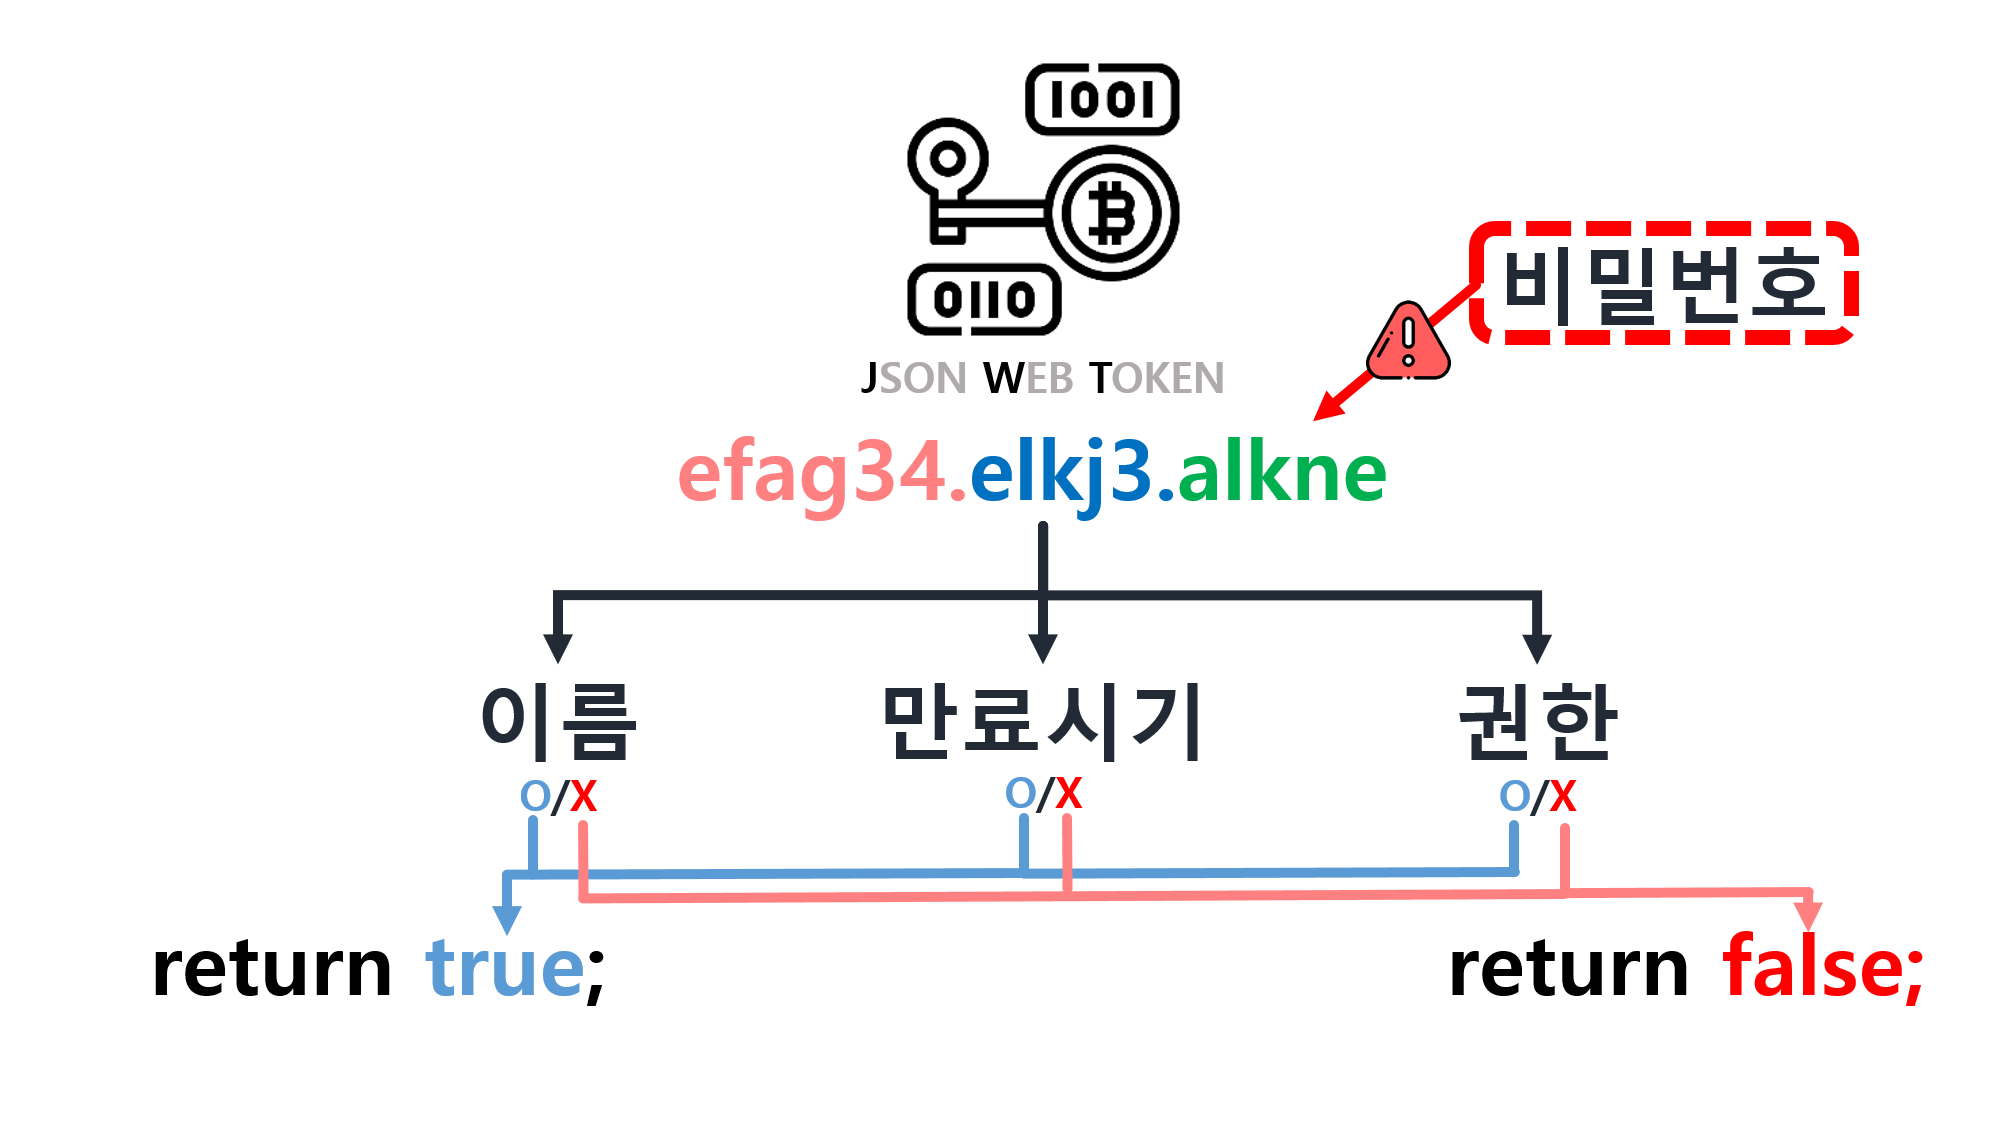 1001
0110
비밀번호
JSON WEB TOKEN
efag34.elkj3.alkne
이름 만료시기 권한
O/X O/X O/X
return true; return false;